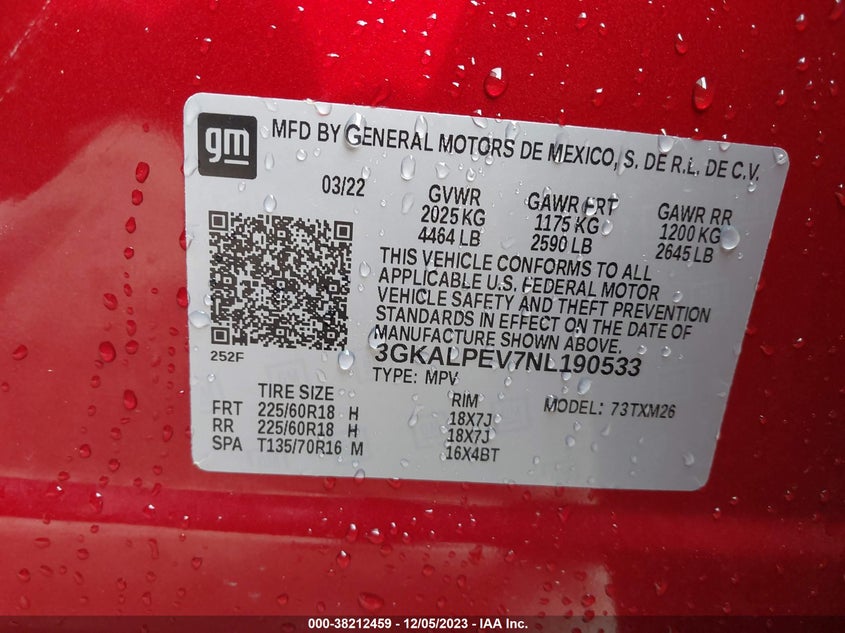 gm MFD BY GENERAL MOTORS DE MEXICO, S. DE R.L. DE C.V.
03/22 GVWR GAWR FRT GAWR RR
2025 KG 1175 KG 1200 KG
4464 LB 2590 LB 2645 LB
THIS VEHICLE CONFORMS TO ALL
APPLICABLE U.S. FEDERAL MOTOR
VEHICLE SAFETY AND THEFT PREVENTION
STANDARDS IN EFFECT ON THE DATE OF
MANUFACTURE SHOWN ABOVE.
252F 3GKALPEV7NL190533
TYPE: MPV
TIRE SIZE RIM MODEL: 73TXM26
FRT 225/60R18 H 18X7J
RR 225/60R18 H 18X7J
SPA T135/70R16 M 16X4BT
000-38212459 - 12/05/2023 - IAA Inc.